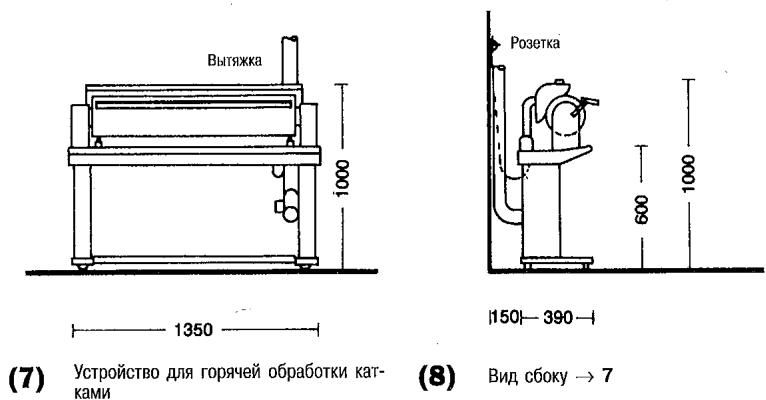 Вытяжка
1000
1350
(7) Устройство для горячей обработки кат-
ками
Розетка
600
1000
150 390
(8) Вид сбоку → 7